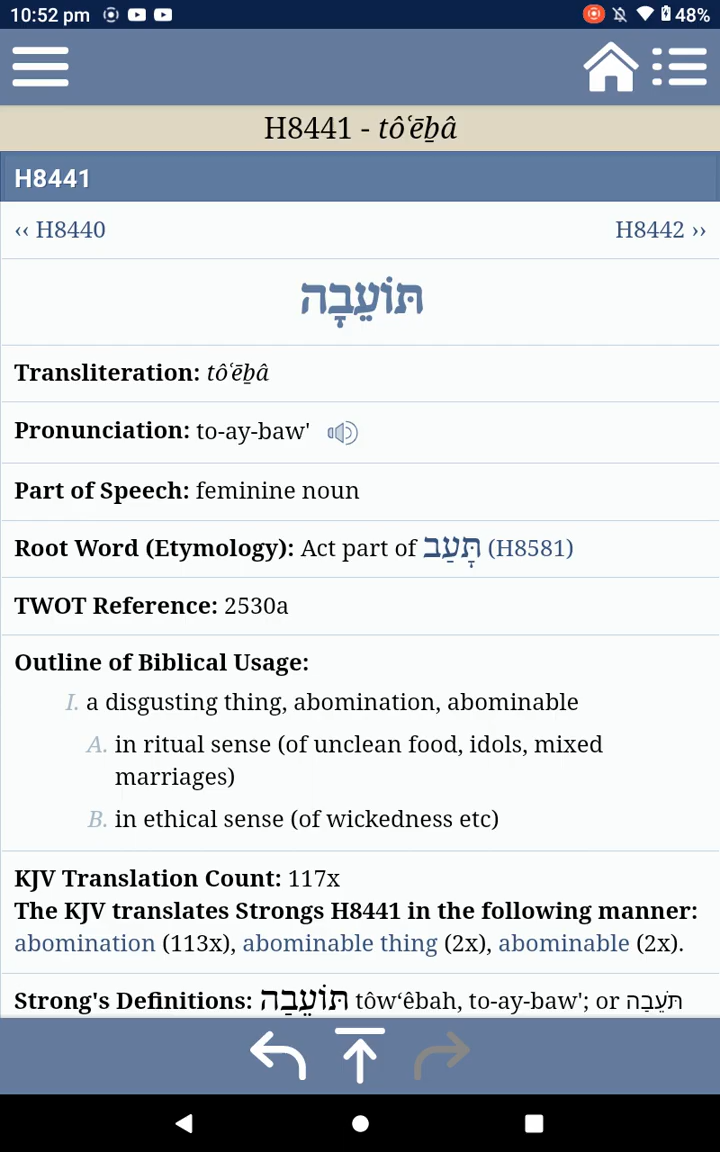 10:52 pm 48%
H8441 - tôʿēḇâ
H8441
‹‹ H8440 H8442 ››
תּוֹעֵבָה
Transliteration: tôʿēḇâ
Pronunciation: to-ay-baw'
Part of Speech: feminine noun
Root Word (Etymology): Act part of תָּעַב (H8581)
TWOT Reference: 2530a
Outline of Biblical Usage:
I. a disgusting thing, abomination, abominable
A. in ritual sense (of unclean food, idols, mixed
marriages)
B. in ethical sense (of wickedness etc)
KJV Translation Count: 117x
The KJV translates Strongs H8441 in the following manner:
abomination (113x), abominable thing (2x), abominable (2x).
Strong's Definitions: תּוֹעֵבַה tôwʻêbah, to-ay-baw'; or תֹּעֵבַה